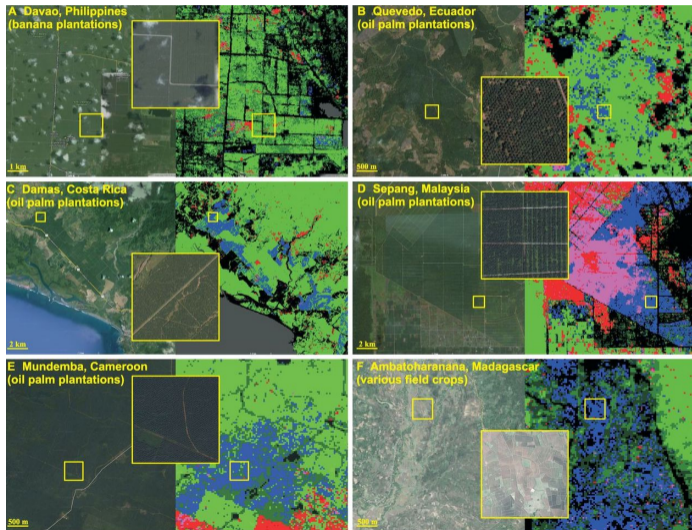 A Davao, Philippines
(banana plantations)
1 km
B Quevedo, Ecuador
(oil palm plantations)
500 m
C Damas, Costa Rica
(oil palm plantations)
2 km
D Sepang, Malaysia
(oil palm plantations)
2 km
E Mundemba, Cameroon
(oil palm plantations)
500 m
F Ambatoharanana, Madagascar
(various field crops)
500 m